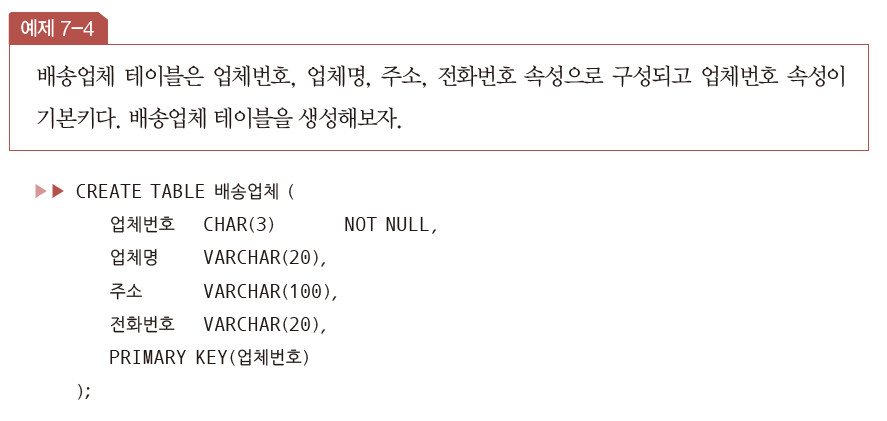 예제 7-4
배송업체 테이블은 업체번호, 업체명, 주소, 전화번호 속성으로 구성되고 업체번호 속성이
기본키다. 배송업체 테이블을 생성해보자.
▶▶ CREATE TABLE 배송업체 (
업체번호 CHAR(3) NOT NULL,
업체명 VARCHAR(20),
주소 VARCHAR(100),
전화번호 VARCHAR(20),
PRIMARY KEY(업체번호)
);